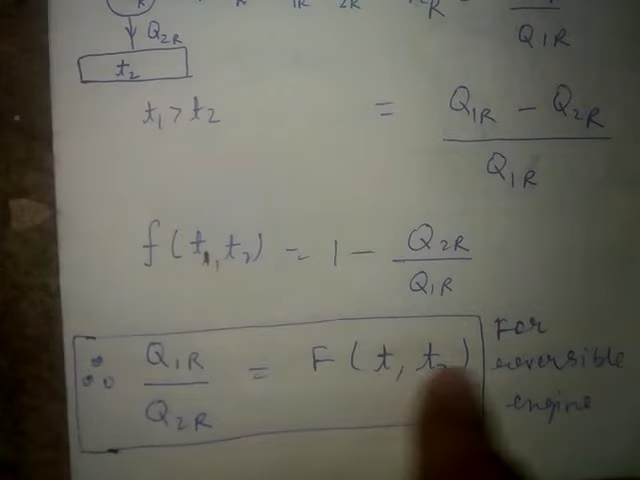 Q2R
Q1R
t2
t1 > t2
= Q1R - Q2R
Q1R
f(t1, t2) = 1 - Q2R
Q1R
∴ Q1R = F(t, t2)
Q2R
For
reversible
engine